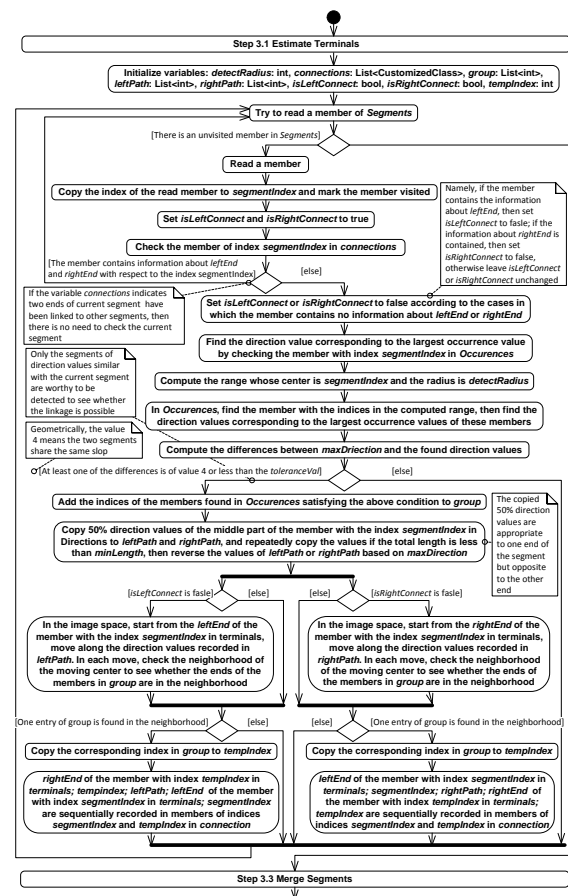 Step 3.1 Estimate Terminals
Initialize variables: detectRadius: int, connections: List<CustomizedClass>, group: List<int>,
leftPath: List<int>, rightPath: List<int>, isLeftConnect: bool, isRightConnect: bool, tempIndex: int
Try to read a member of Segments
[There is an unvisited member in Segments]
Read a member
Copy the index of the read member to segmentIndex and mark the member visited
Set isLeftConnect and isRightConnect to true
Check the member of index segmentIndex in connections
Namely, if the member
contains the information
about leftEnd, then set
isLeftConnect to fasle; if the
information about rightEnd is
contained, then set
isRightConnect to false,
otherwise leave isLeftConnect
or isRightConnect unchanged
[The member contains information about leftEnd
and rightEnd with respect to the index segmentIndex]
[else]
If the variable connections indicates
two ends of current segment have
been linked to other segments, then
there is no need to check the current
segment
Set isLeftConnect or isRightConnect to false according to the cases in
which the member contains no information about leftEnd or rightEnd
Find the direction value corresponding to the largest occurrence value
by checking the member with index segmentIndex in Occurences
Only the segments of
direction values similar
with the current segment
are worthy to be
detected to see whether
the linkage is possible
Compute the range whose center is segmentIndex and the radius is detectRadius
In Occurences, find the member with the indices in the computed range, then find the
direction values corresponding to the largest occurrence values of these members
Geometrically, the value
4 means the two segments
share the same slop
Compute the differences between maxDriection and the found direction values
[At least one of the differences is of value 4 or less than the toleranceVal]
[else]
Add the indices of the members found in Occurences satisfying the above condition to group
The copied
50% direction
values are
appropriate
to one end of
the segment
but opposite
to the other
end
Copy 50% direction values of the middle part of the member with the index segmentIndex in
Directions to leftPath and rightPath, and repeatedly copy the values if the total length is less
than minLength, then reverse the values of leftPath or rightPath based on maxDirection
[isLeftConnect is fasle]
[else]
[else]
[isRightConnect is fasle]
In the image space, start from the leftEnd of the
member with the index segmentIndex in terminals,
move along the direction values recorded in
leftPath. In each move, check the neighborhood of
the moving center to see whether the ends of the
members in group are in the neighborhood
In the image space, start from the rightEnd of the
member with the index segmentIndex in terminals,
move along the direction values recorded in
rightPath. In each move, check the neighborhood of
the moving center to see whether the ends of the
members in group are in the neighborhood
[One entry of group is found in the neighborhood]
[else]
[else]
[One entry of group is found in the neighborhood]
Copy the corresponding index in group to tempIndex
Copy the corresponding index in group to tempIndex
rightEnd of the member with index tempIndex in
terminals; tempindex; leftPath; leftEnd of the member
with index segmentIndex in terminals; segmentIndex
are sequentially recorded in members of indices
segmentIndex and tempIndex in connection
leftEnd of the member with index segmentIndex in
terminals; segmentIndex; rightPath; rightEnd of
the member with index tempIndex in terminals;
tempIndex are sequentially recorded in members of
indices segmentIndex and tempIndex in connection
Step 3.3 Merge Segments